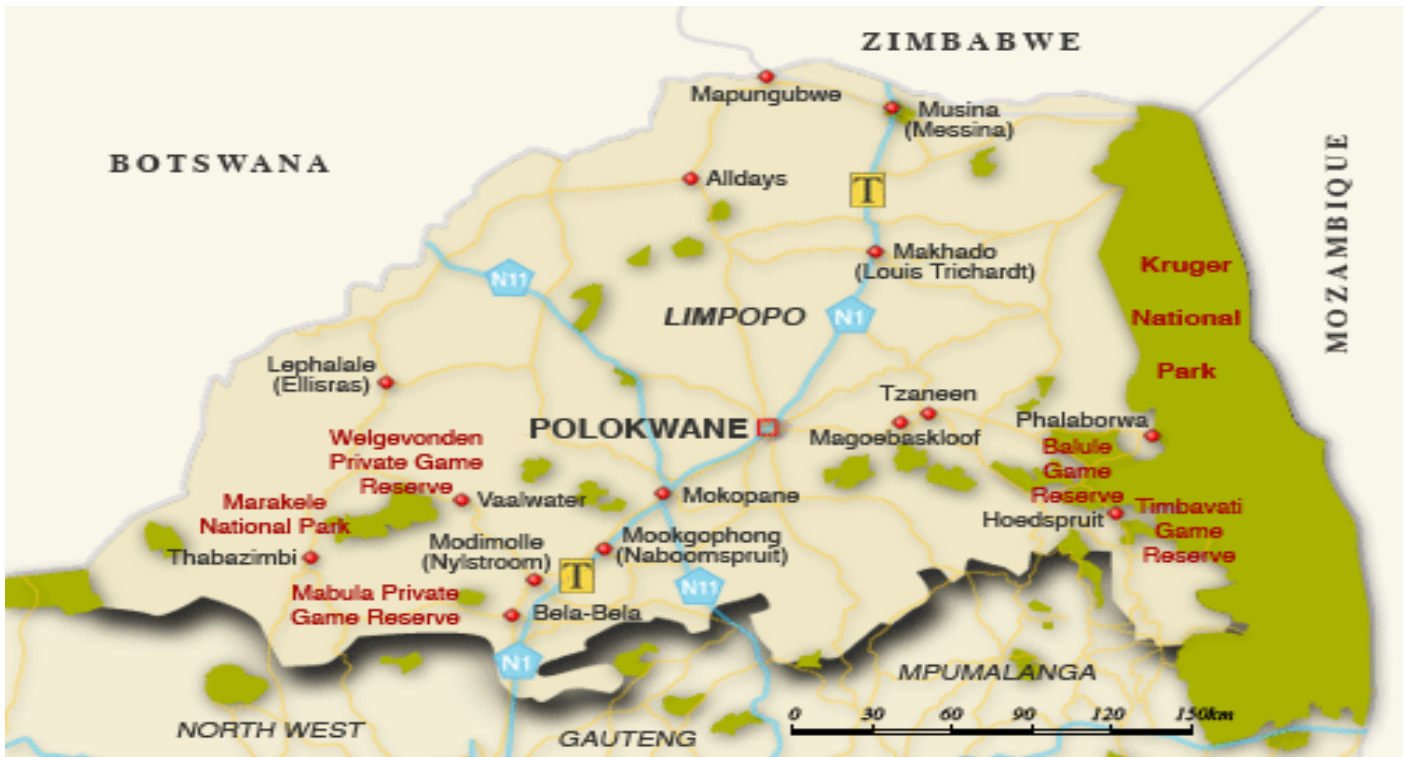 ZIMBABWE
Mapungubwe
Musina
(Messina)
BOTSWANA
MOZAMBIQUE
Alldays
T
Makhado
(Louis Trichardt)
Kruger
National
Park
N11
LIMPOPO
N1
Lephalale
(Ellisras)
Tzaneen
POLOKWANE
Magoebaskloof
Phalaborwa
Welgevonden
Private Game
Reserve
Balule
Game
Reserve
Marakele
National Park
Vaalwater
Mokopane
Hoedspruit
Timbavati
Game
Reserve
Thabazimbi
Modimolle
(Nylstroom)
Mookgophong
(Naboomspruit)
T
N11
Mabula Private
Game Reserve
Bela-Bela
N1
MPUMALANGA
NORTH WEST
GAUTENG
0 30 60 90 120 150km